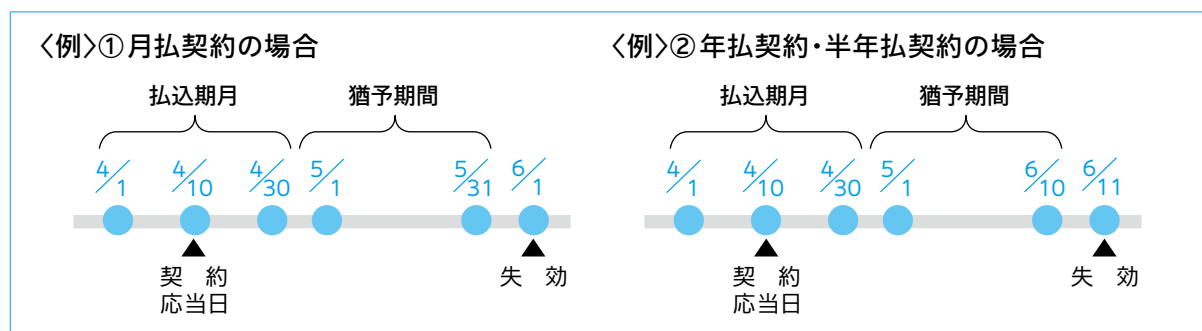 〈例〉①月払契約の場合
払込期月 猶予期間
4/1 4/10 4/30 5/1 5/31 6/1
契 約
応当日
失 効
〈例〉②年払契約・半年払契約の場合
払込期月 猶予期間
4/1 4/10 4/30 5/1 6/10 6/11
契 約
応当日
失 効